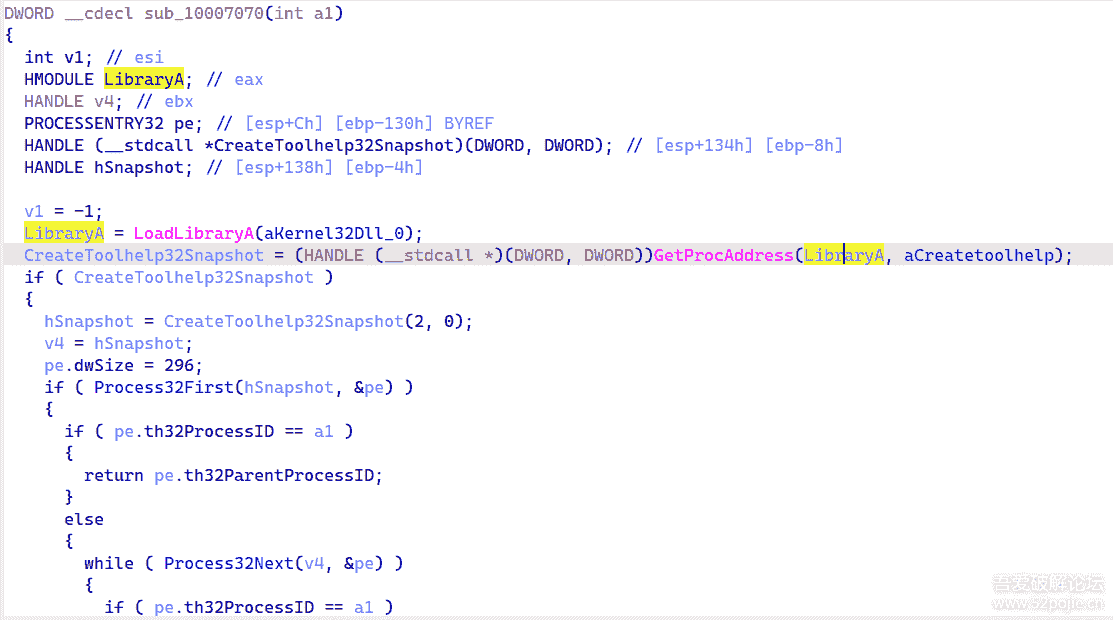 DWORD __cdecl sub_10007070(int a1)
{
  int v1; // esi
  HMODULE LibraryA; // eax
  HANDLE v4; // ebx
  PROCESSENTRY32 pe; // [esp+Ch] [ebp-130h] BYREF
  HANDLE (__stdcall *CreateToolhelp32Snapshot)(DWORD, DWORD); // [esp+134h] [ebp-8h]
  HANDLE hSnapshot; // [esp+138h] [ebp-4h]

  v1 = -1;
  LibraryA = LoadLibraryA(aKernel32Dll_0);
  CreateToolhelp32Snapshot = (HANDLE (__stdcall *)(DWORD, DWORD))GetProcAddress(LibraryA, aCreatetoolhelp);
  if ( CreateToolhelp32Snapshot )
  {
    hSnapshot = CreateToolhelp32Snapshot(2, 0);
    v4 = hSnapshot;
    pe.dwSize = 296;
    if ( Process32First(hSnapshot, &pe) )
    {
      if ( pe.th32ProcessID == a1 )
      {
        return pe.th32ParentProcessID;
      }
      else
      {
        while ( Process32Next(v4, &pe) )
        {
          if ( pe.th32ProcessID == a1 )
吾爱破解论坛
www.52pojie.cn